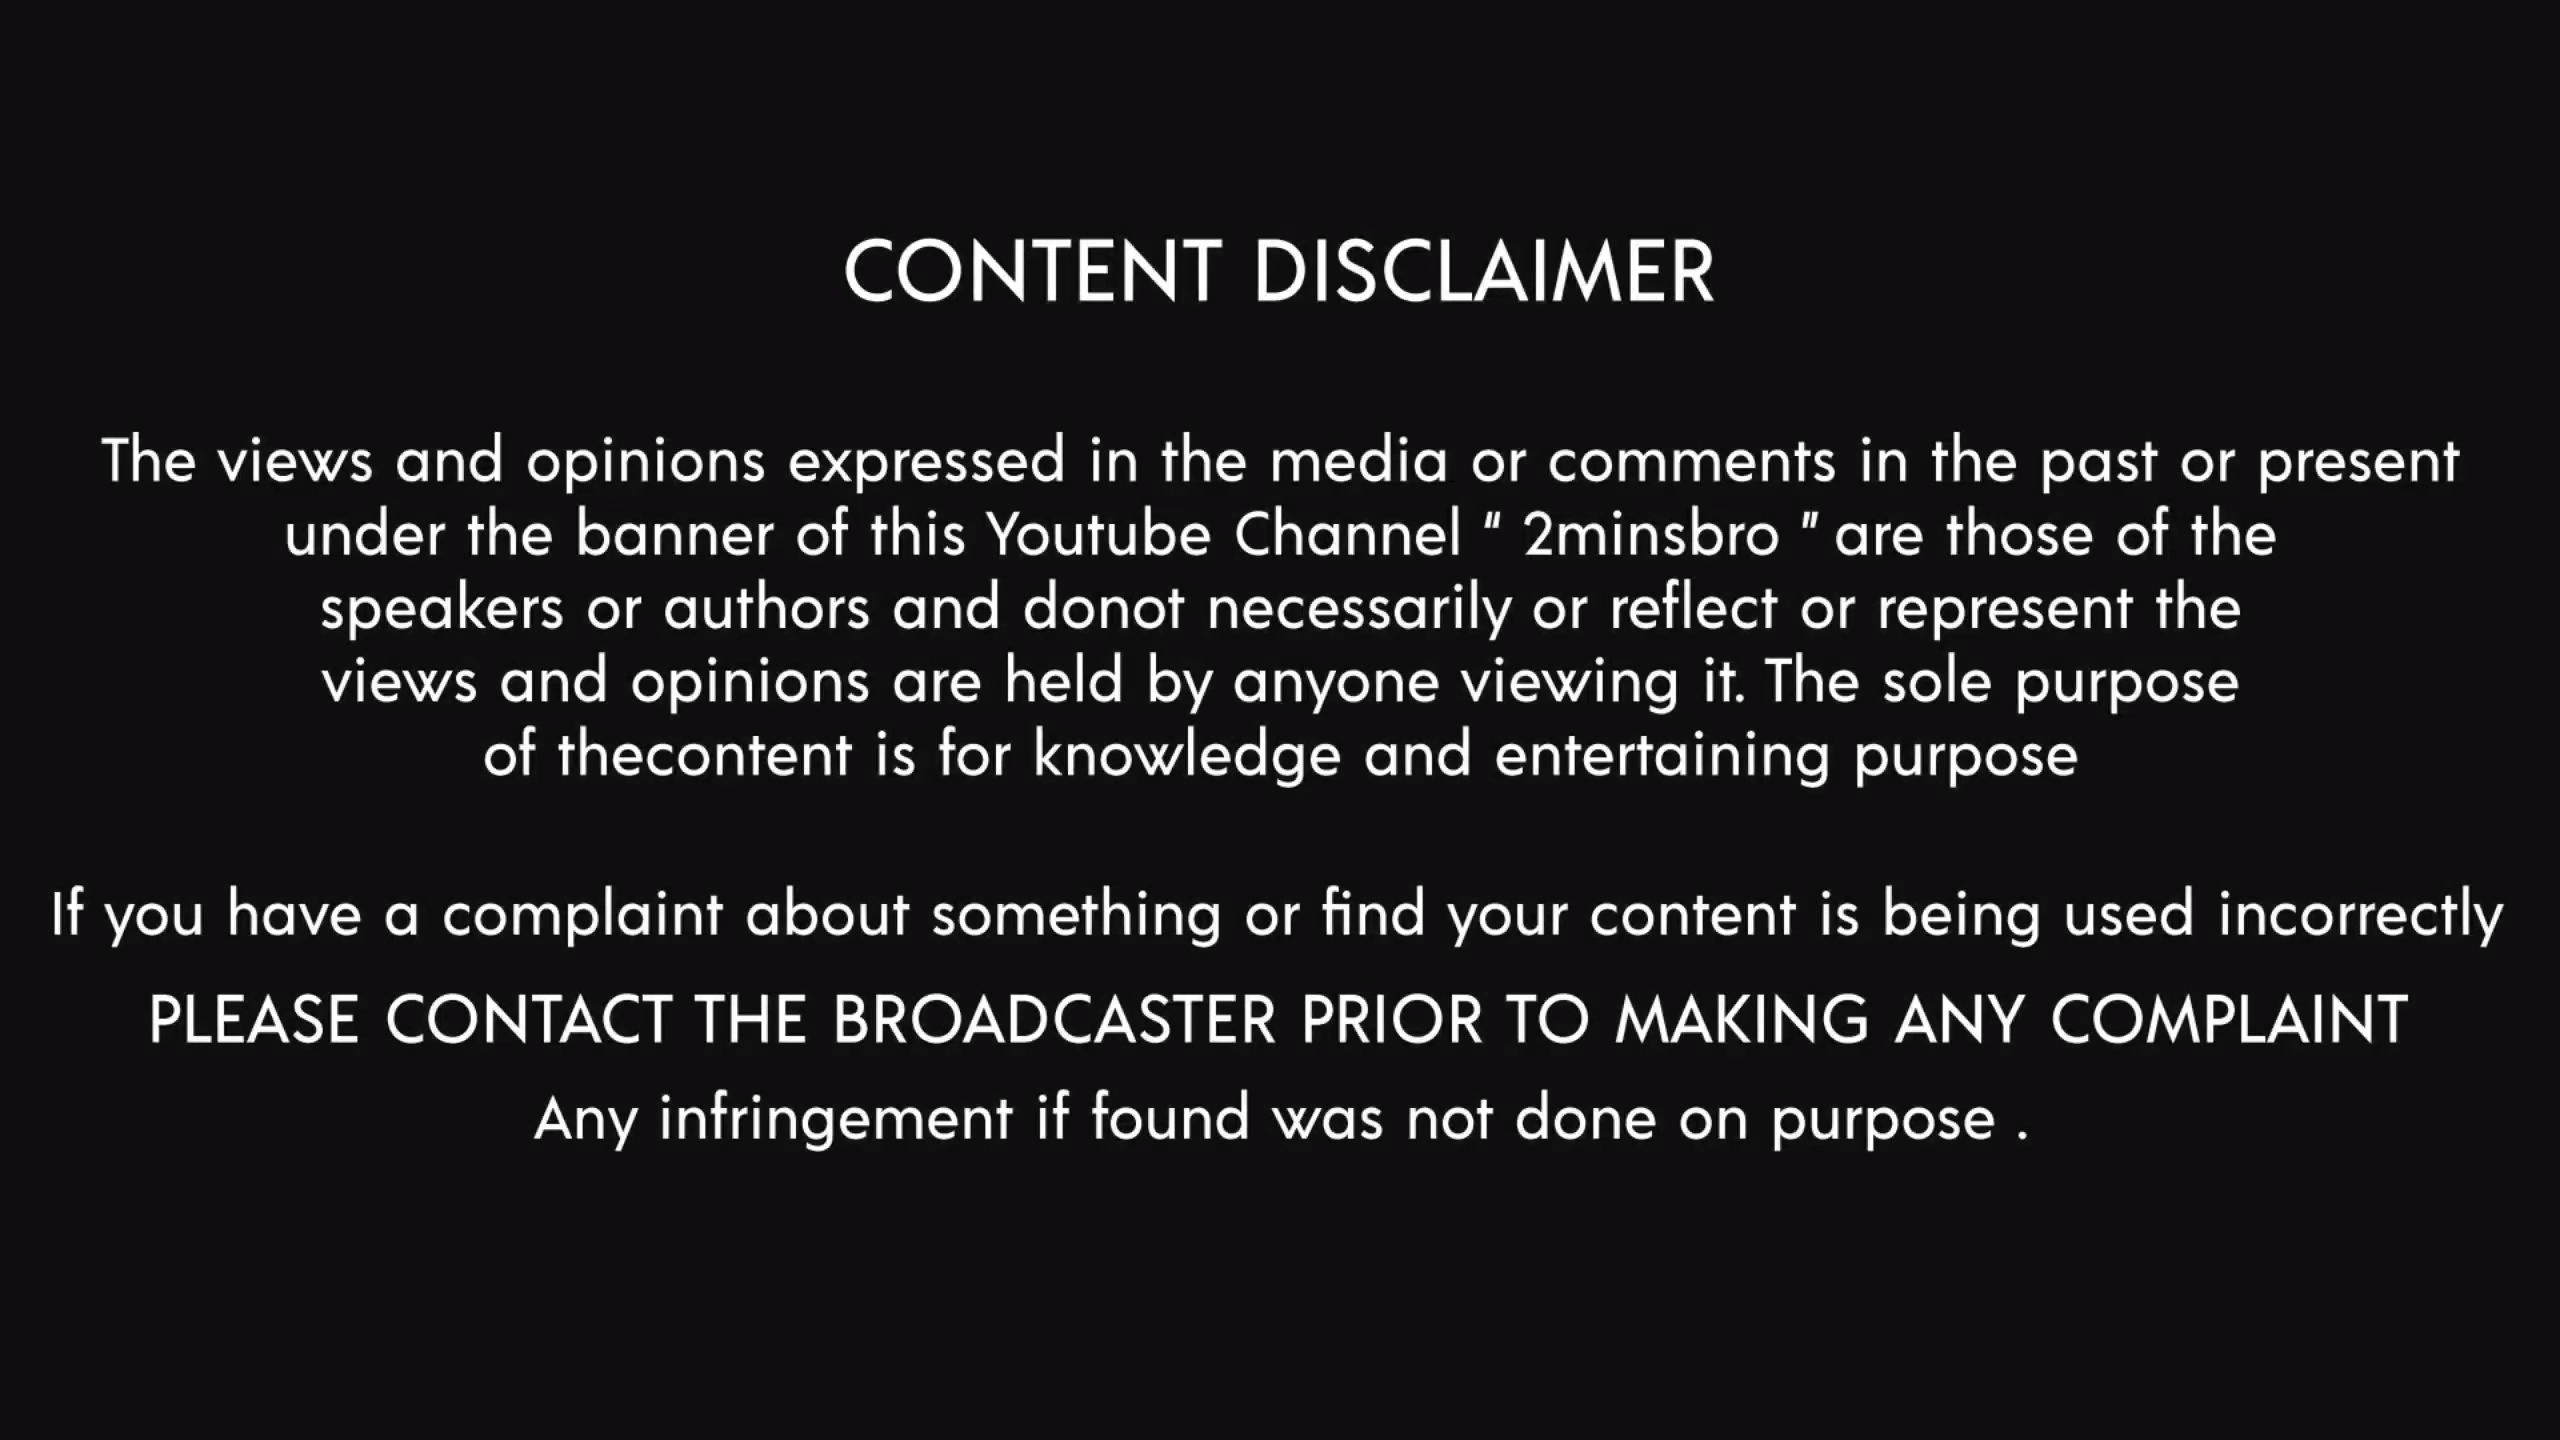 CONTENT DISCLAIMER
The views and opinions expressed in the media or comments in the past or present
under the banner of this Youtube Channel “ 2minsbro ” are those of the
speakers or authors and donot necessarily or reflect or represent the
views and opinions are held by anyone viewing it. The sole purpose
of thecontent is for knowledge and entertaining purpose
If you have a complaint about something or find your content is being used incorrectly
PLEASE CONTACT THE BROADCASTER PRIOR TO MAKING ANY COMPLAINT
Any infringement if found was not done on purpose .